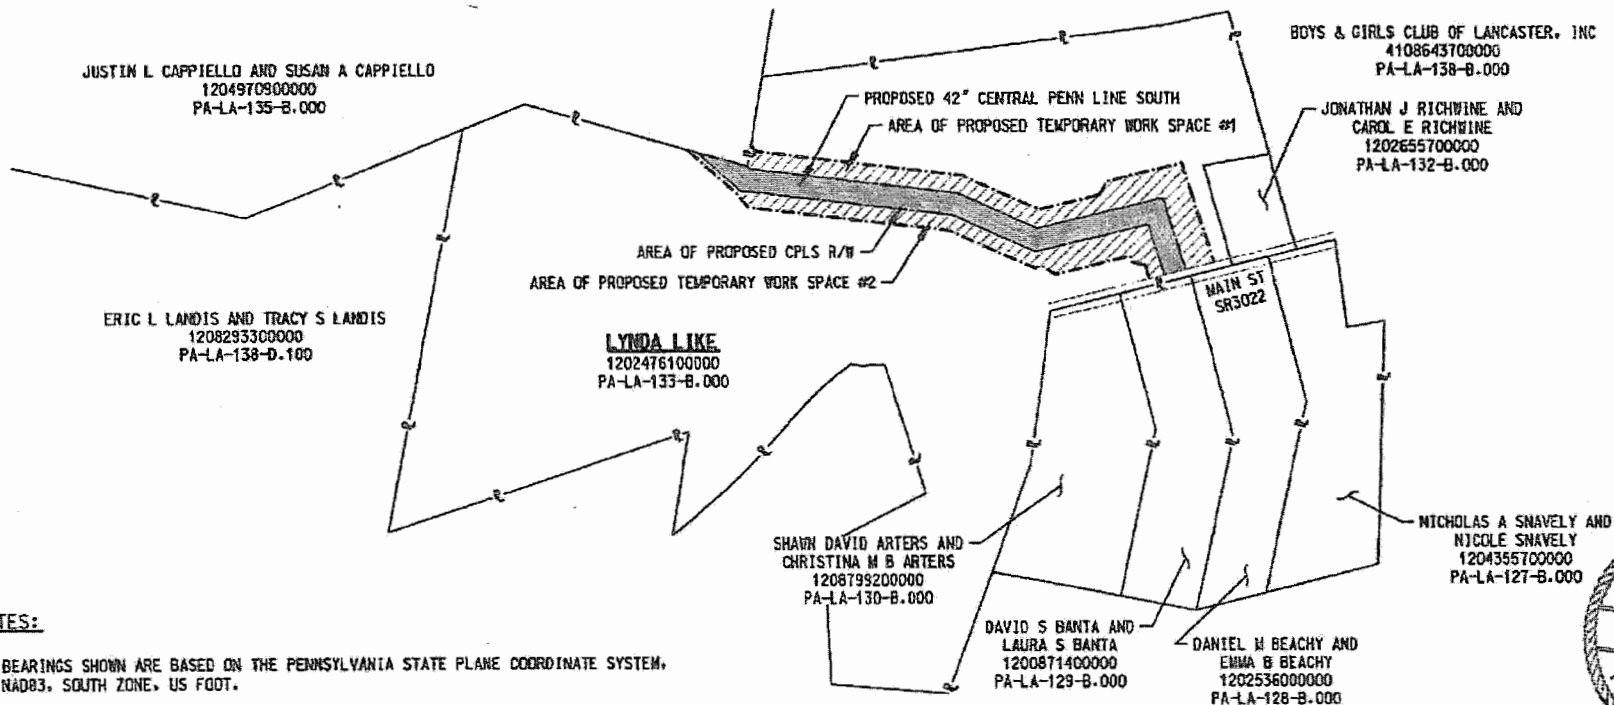 JUSTIN L CAPPIELLO AND SUSAN A CAPPIELLO
1204970900000
PA-LA-135-B.000
BOYS & GIRLS CLUB OF LANCASTER, INC
4108643700000
PA-LA-138-B.000
PROPOSED 42" CENTRAL PENN LINE SOUTH
AREA OF PROPOSED TEMPORARY WORK SPACE #1
JONATHAN J RICHWINE AND
CAROL E RICHWINE
1202655700000
PA-LA-132-B.000
AREA OF PROPOSED CPLS R/W
AREA OF PROPOSED TEMPORARY WORK SPACE #2
MAIN ST
SR3022
ERIC L LANDIS AND TRACY S LANDIS
1208293300000
PA-LA-138-D.100
LYNDA LIKE
1202476100000
PA-LA-133-B.000
SHAWN DAVID ARTERS AND
CHRISTINA M B ARTERS
1208799200000
PA-LA-130-B.000
NICHOLAS A SNAVELY AND
NICOLE SNAVELY
1204355700000
PA-LA-127-B.000
DAVID S BANTA AND
LAURA S BANTA
1200871400000
PA-LA-129-B.000
DANIEL M BEACHY AND
EMMA B BEACHY
1202536000000
PA-LA-128-B.000
TES:
BEARINGS SHOWN ARE BASED ON THE PENNSYLVANIA STATE PLANE COORDINATE SYSTEM,
NAD83, SOUTH ZONE, US FOOT.